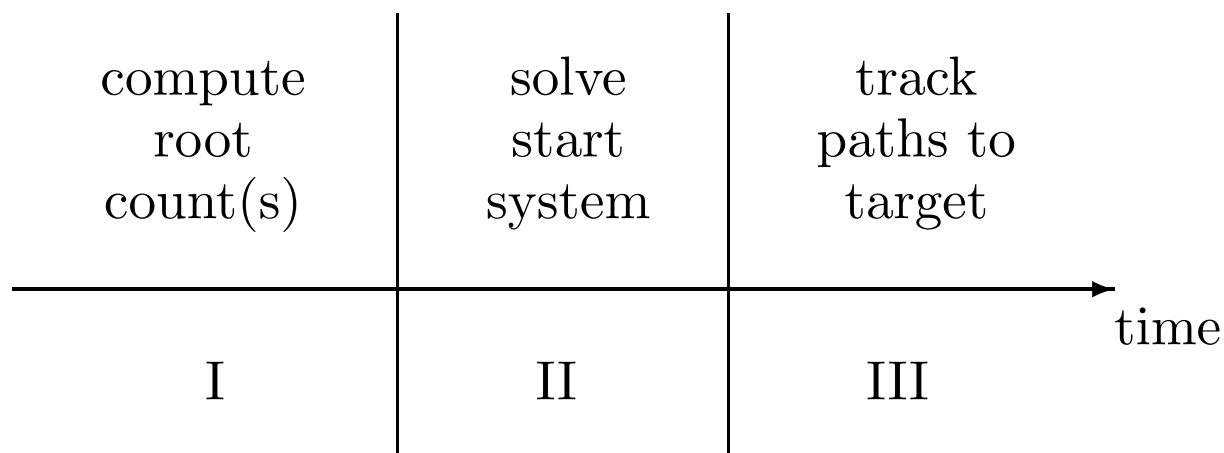 compute
root
count(s)
solve
start
system
track
paths to
target
time
I
II
III